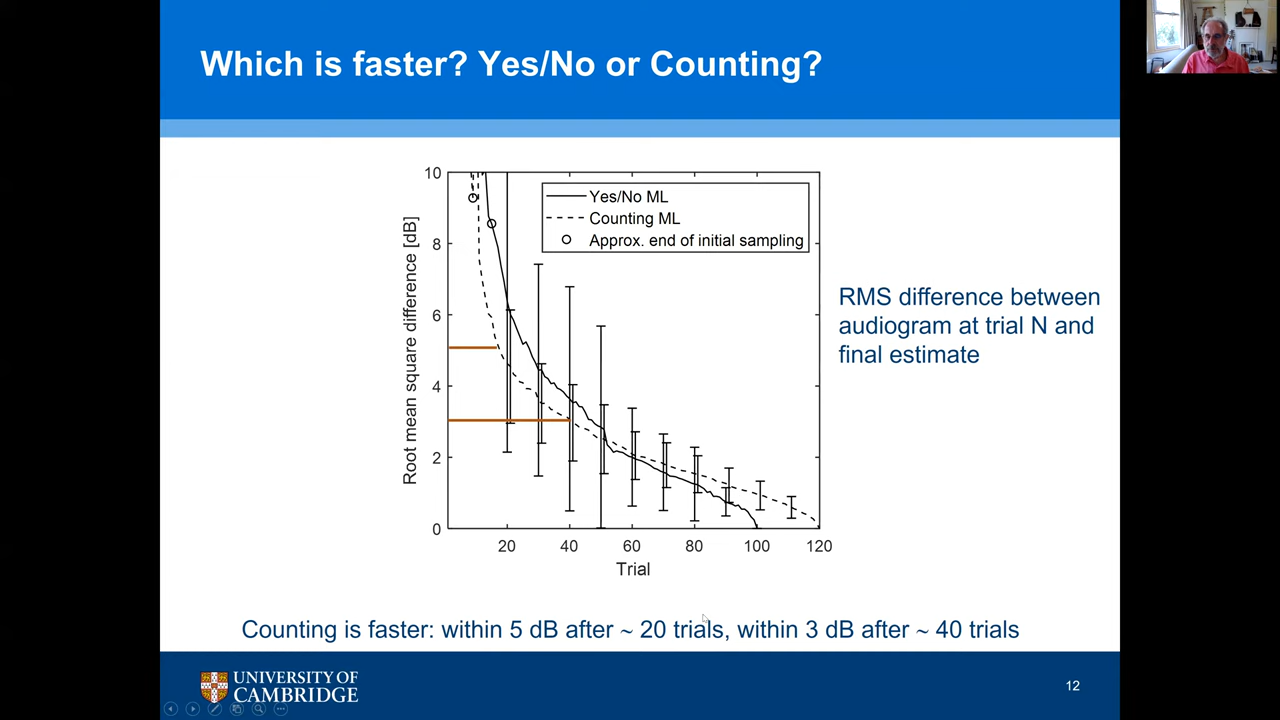 Which is faster? Yes/No or Counting?
10
8
6
4
2
0
Root mean square difference [dB]
Yes/No ML
Counting ML
Approx. end of initial sampling
20 40 60 80 100 120
Trial
RMS difference between
audiogram at trial N and
final estimate
Counting is faster: within 5 dB after ~ 20 trials, within 3 dB after ~ 40 trials
UNIVERSITY OF
CAMBRIDGE
12